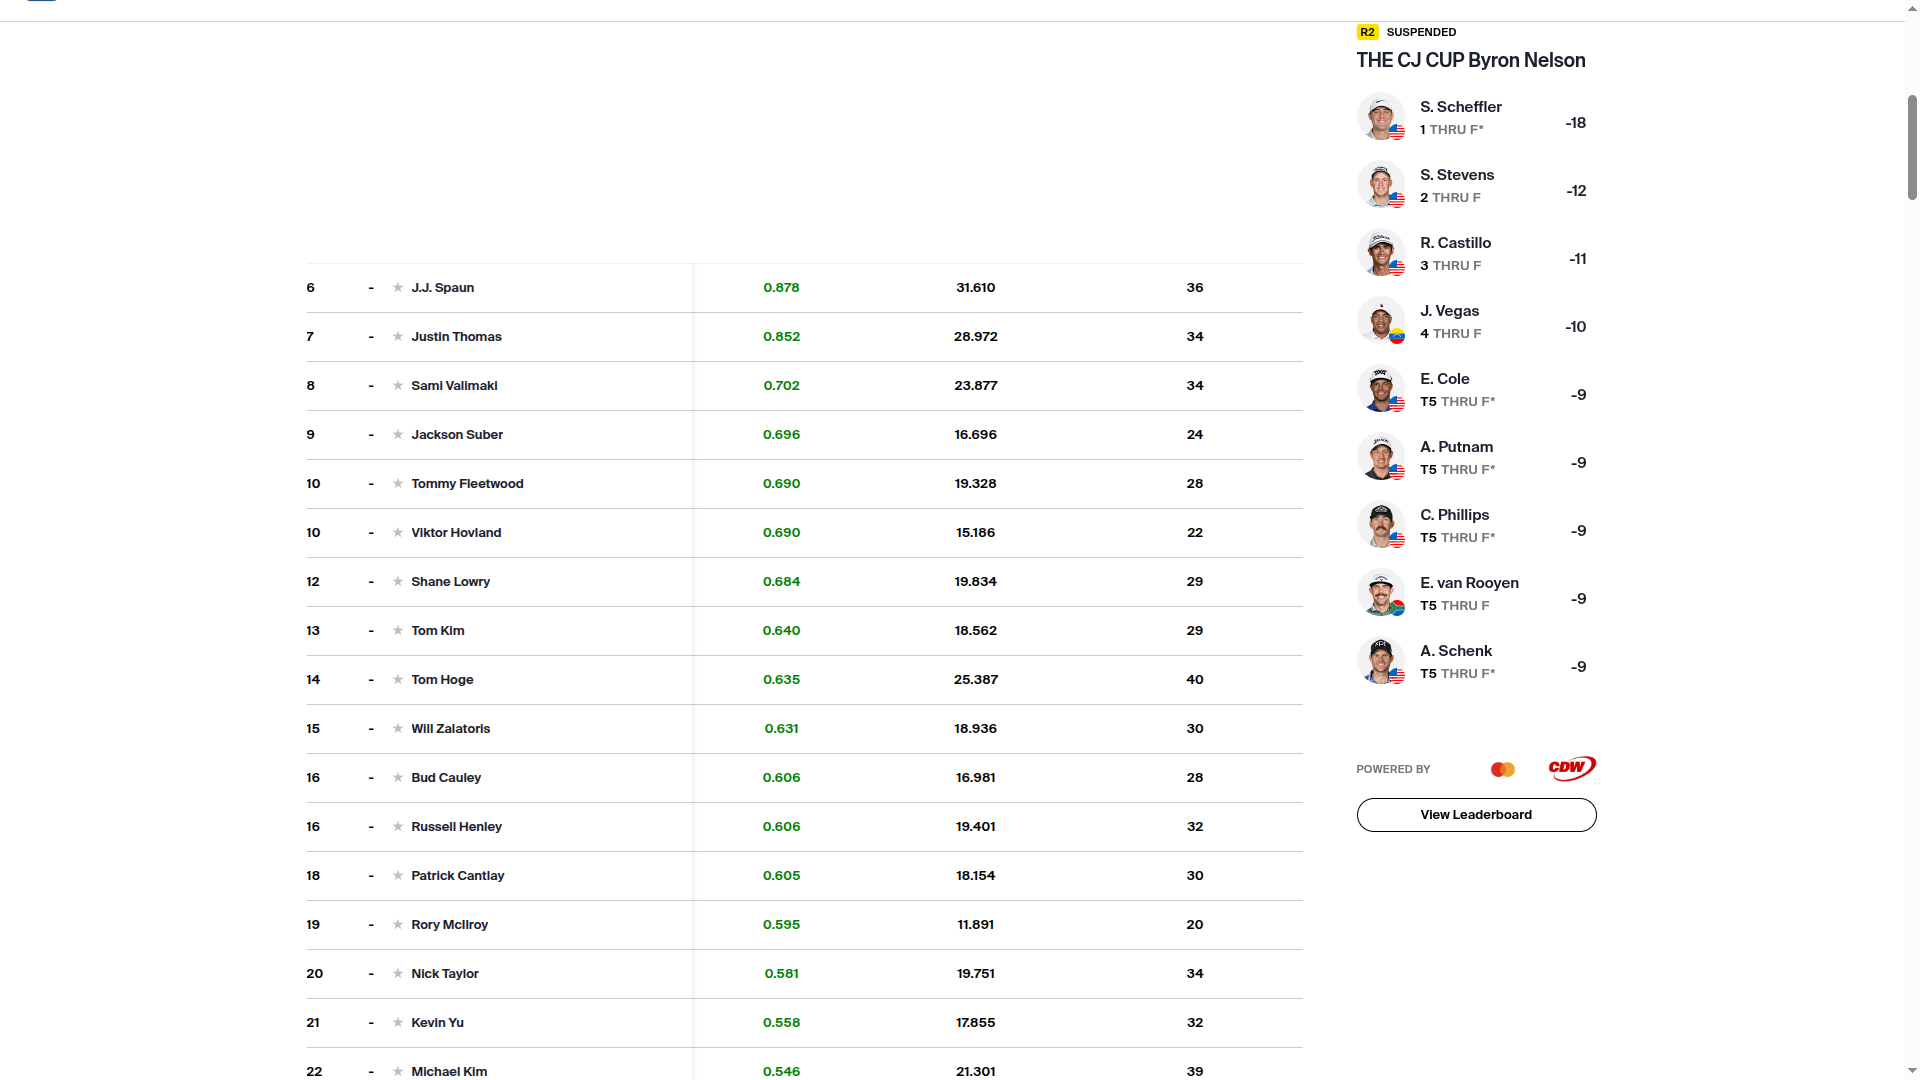 6 - J.J. Spaun 0.878 31.610 36
7 - Justin Thomas 0.852 28.972 34
8 - Sami Valimaki 0.702 23.877 34
9 - Jackson Suber 0.696 16.696 24
10 - Tommy Fleetwood 0.690 19.328 28
10 - Viktor Hovland 0.690 15.186 22
12 - Shane Lowry 0.684 19.834 29
13 - Tom Kim 0.640 18.562 29
14 - Tom Hoge 0.635 25.387 40
15 - Will Zalatoris 0.631 18.936 30
16 - Bud Cauley 0.606 16.981 28
16 - Russell Henley 0.606 19.401 32
18 - Patrick Cantlay 0.605 18.154 30
19 - Rory McIlroy 0.595 11.891 20
20 - Nick Taylor 0.581 19.751 34
21 - Kevin Yu 0.558 17.855 32
22 - Michael Kim 0.546 21.301 39
R2 SUSPENDED
THE CJ CUP Byron Nelson
S. Scheffler
1 THRU F* -18
S. Stevens
2 THRU F -12
R. Castillo
3 THRU F -11
J. Vegas
4 THRU F -10
E. Cole
T5 THRU F* -9
A. Putnam
T5 THRU F* -9
C. Phillips
T5 THRU F* -9
E. van Rooyen
T5 THRU F -9
A. Schenk
T5 THRU F* -9
POWERED BY CDW
View Leaderboard